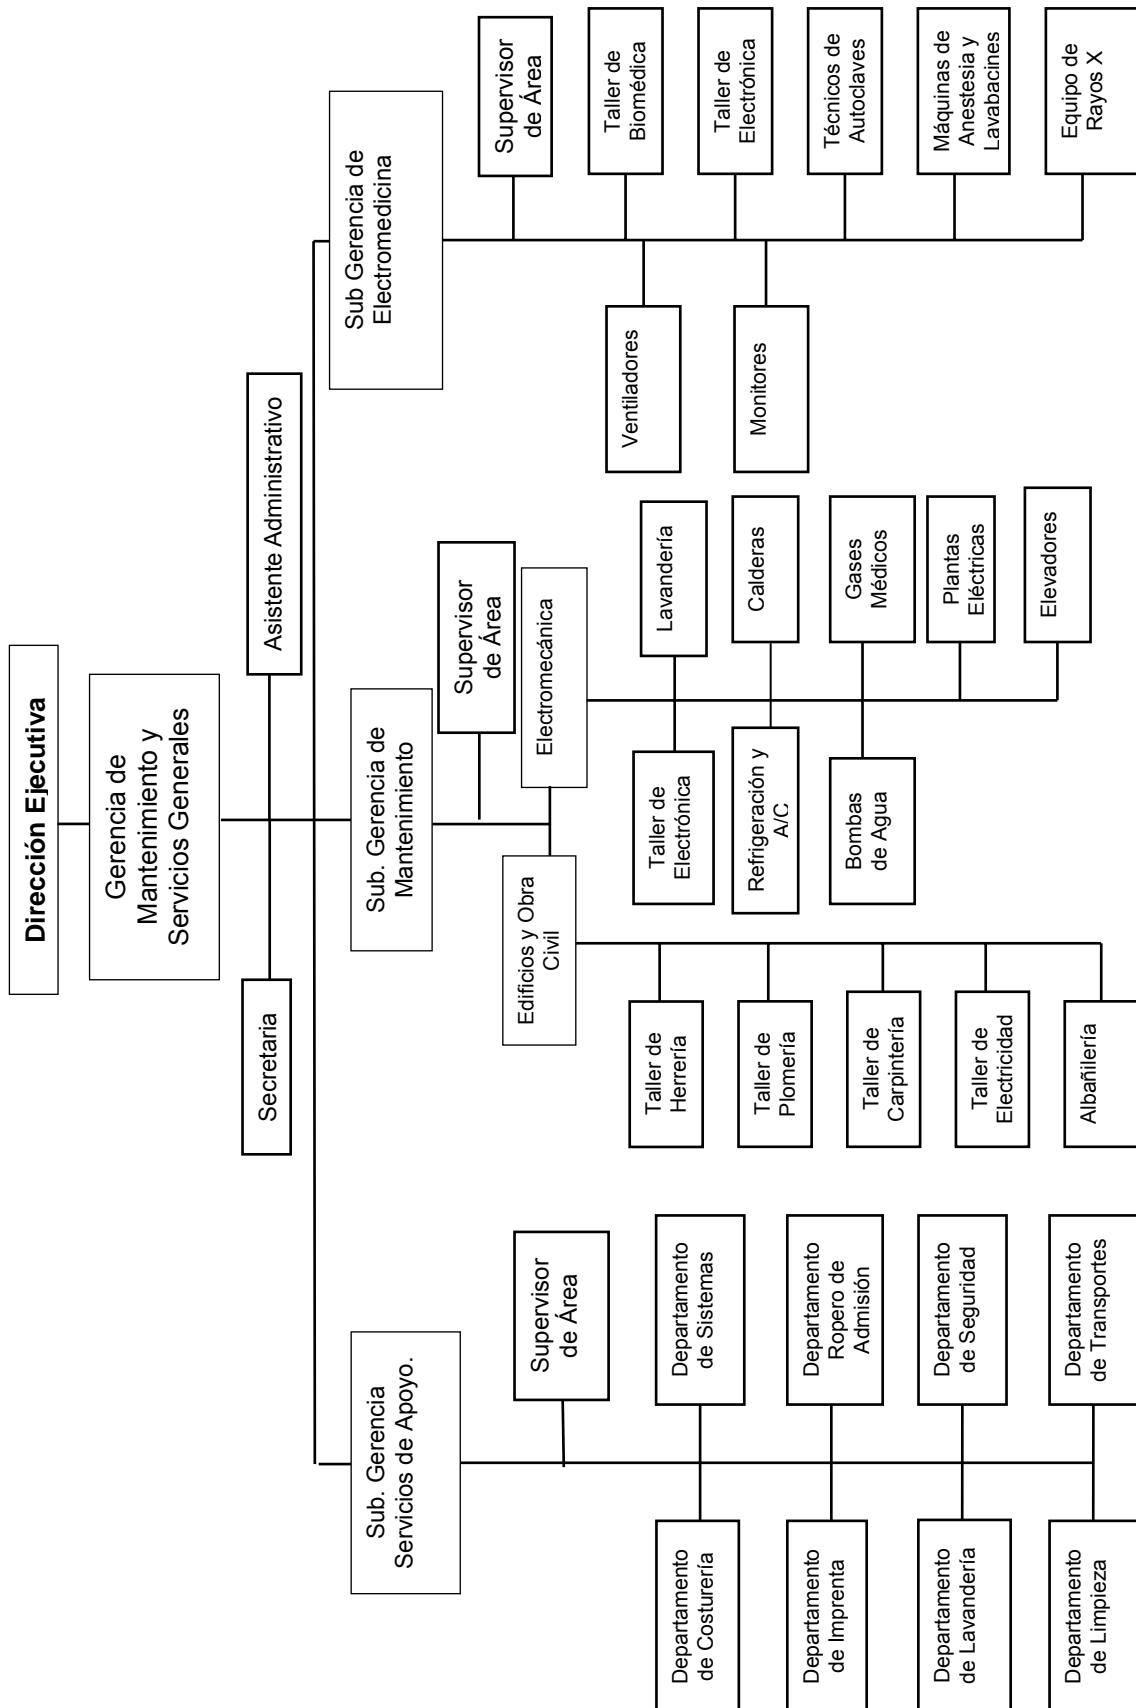 Dirección Ejecutiva
Gerencia de
Mantenimiento y
Servicios Generales
Secretaria
Asistente Administrativo
Sub. Gerencia
Servicios de Apoyo.
Supervisor
de Área
Departamento
de Costurería
Departamento
de Sistemas
Departamento
de Imprenta
Departamento
Ropero de
Admisión
Departamento
de Lavandería
Departamento
de Seguridad
Departamento
de Limpieza
Departamento
de Transportes
Sub. Gerencia de
Mantenimiento
Supervisor
de Área
Edificios y Obra
Civil
Taller de
Herrería
Taller de
Plomería
Taller de
Carpintería
Taller de
Electricidad
Albañilería
Electromecánica
Taller de
Electrónica
Lavandería
Refrigeración y
A/C
Calderas
Bombas
de Agua
Gases
Médicos
Plantas
Eléctricas
Elevadores
Sub Gerencia de
Electromedicina
Supervisor
de Área
Taller de
Biomédica
Ventiladores
Taller de
Electrónica
Monitores
Técnicos de
Autoclaves
Máquinas de
Anestesia y
Lavabacines
Equipo de
Rayos X